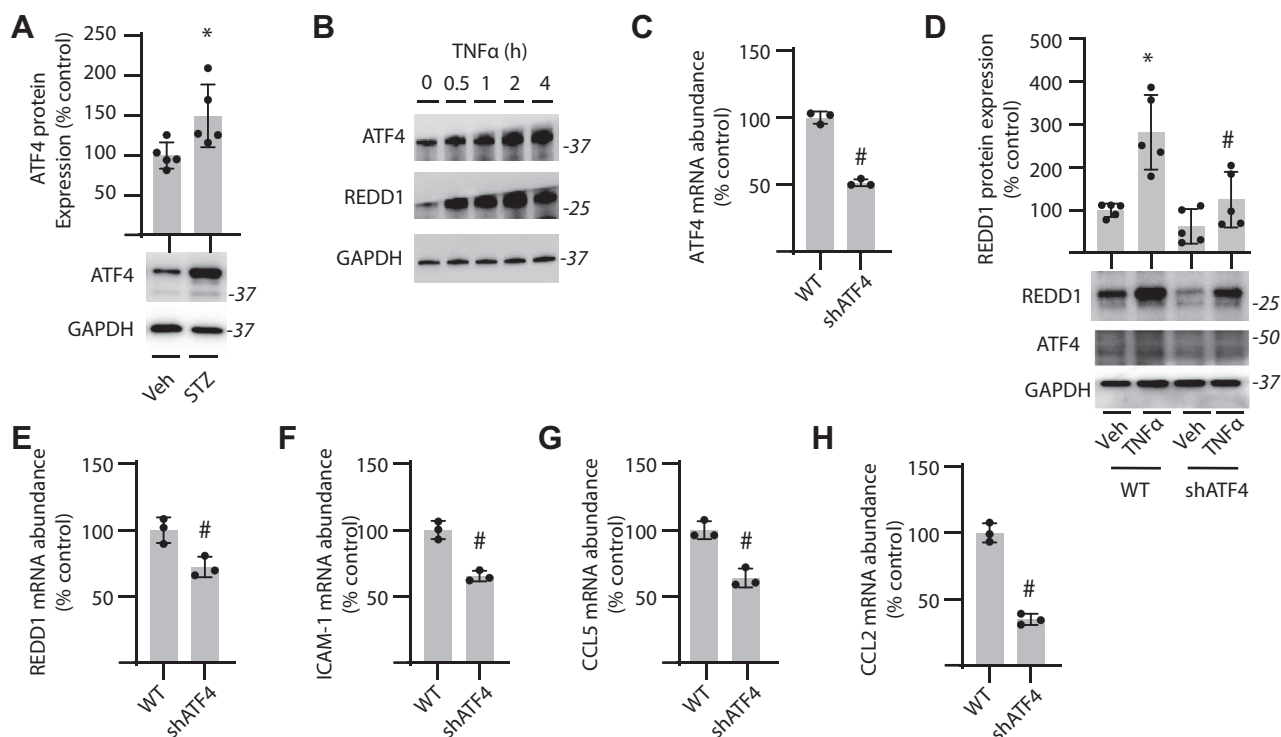 A
ATF4 protein
Expression (% control)
250
200
150
100
50
*
ATF4
-37
GAPDH
-37
Veh
STZ
B
TNFα (h)
0 0.5 1 2 4
ATF4
-37
REDD1
-25
GAPDH
-37
C
ATF4 mRNA abundance
(% control)
150
100
50
#
WT
shATF4
D
REDD1 protein expression
(% control)
500
400
300
200
100
*
#
REDD1
-25
ATF4
-50
GAPDH
-37
Veh
TNFα
Veh
TNFα
WT
shATF4
E
REDD1 mRNA abundance
(% control)
150
100
50
#
WT
shATF4
F
ICAM-1 mRNA abundance
(% control)
150
100
50
#
WT
shATF4
G
CCL5 mRNA abundance
(% control)
150
100
50
#
WT
shATF4
H
CCL2 mRNA abundance
(% control)
150
100
50
#
WT
shATF4